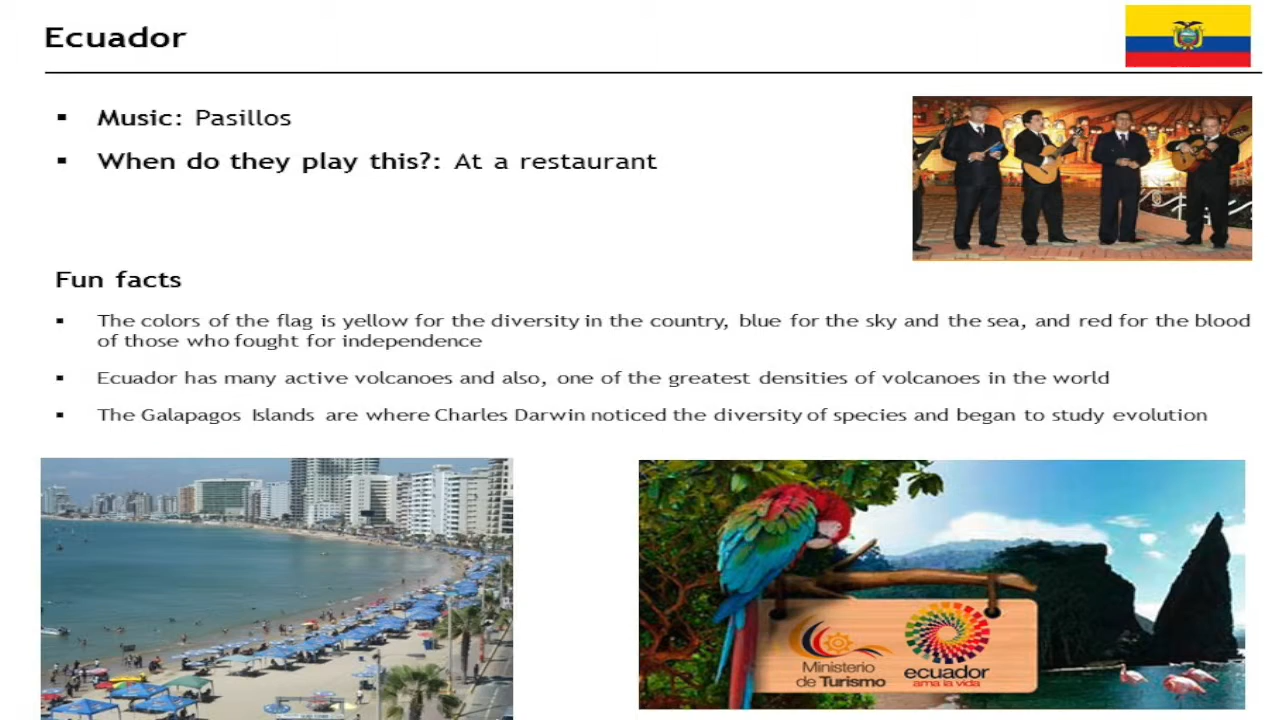 Ecuador
Music: Pasillos
When do they play this?: At a restaurant
Fun facts
The colors of the flag is yellow for the diversity in the country, blue for the sky and the sea, and red for the blood
of those who fought for independence
Ecuador has many active volcanoes and also, one of the greatest densities of volcanoes in the world
The Galapagos Islands are where Charles Darwin noticed the diversity of species and began to study evolution
Ministerio
de Turismo
ecuador
ama la vida